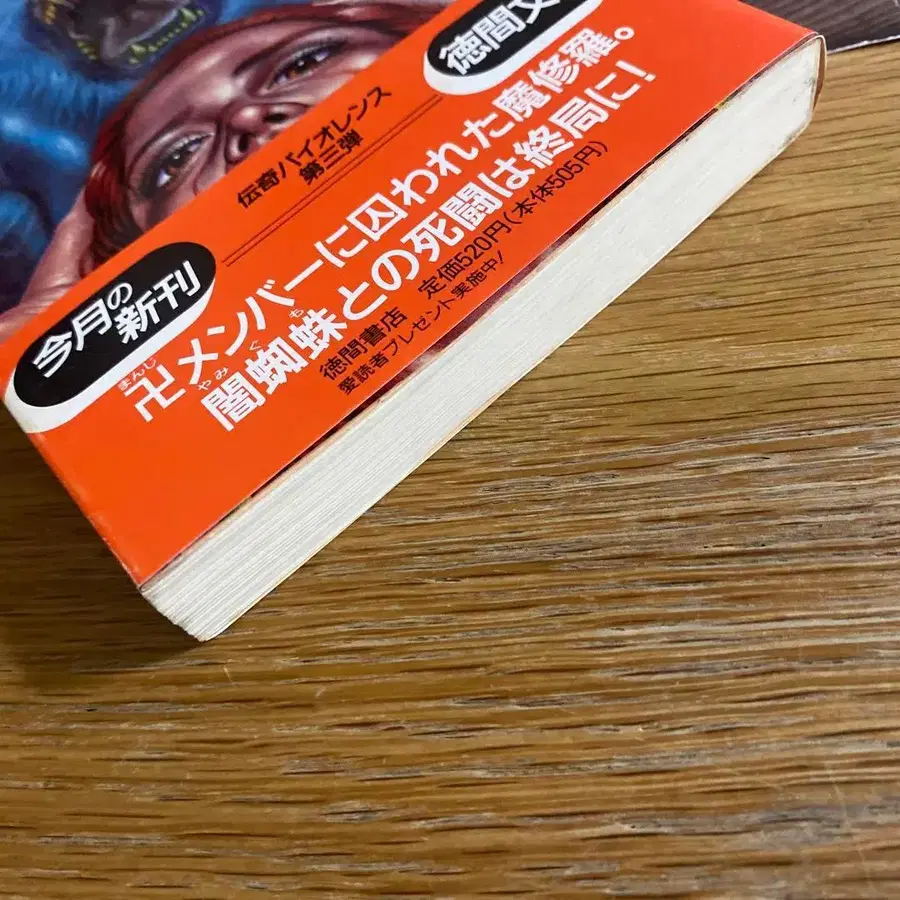 徳間文
伝奇バイオレンス
第三弾
今月の
新刊
卍メンバーに囚われた魔修羅。
まんじ
闇蜘蛛との死闘は終局に!
やみぐも
徳間書店 定価520円(本体505円)
愛読者プレゼント実施中!